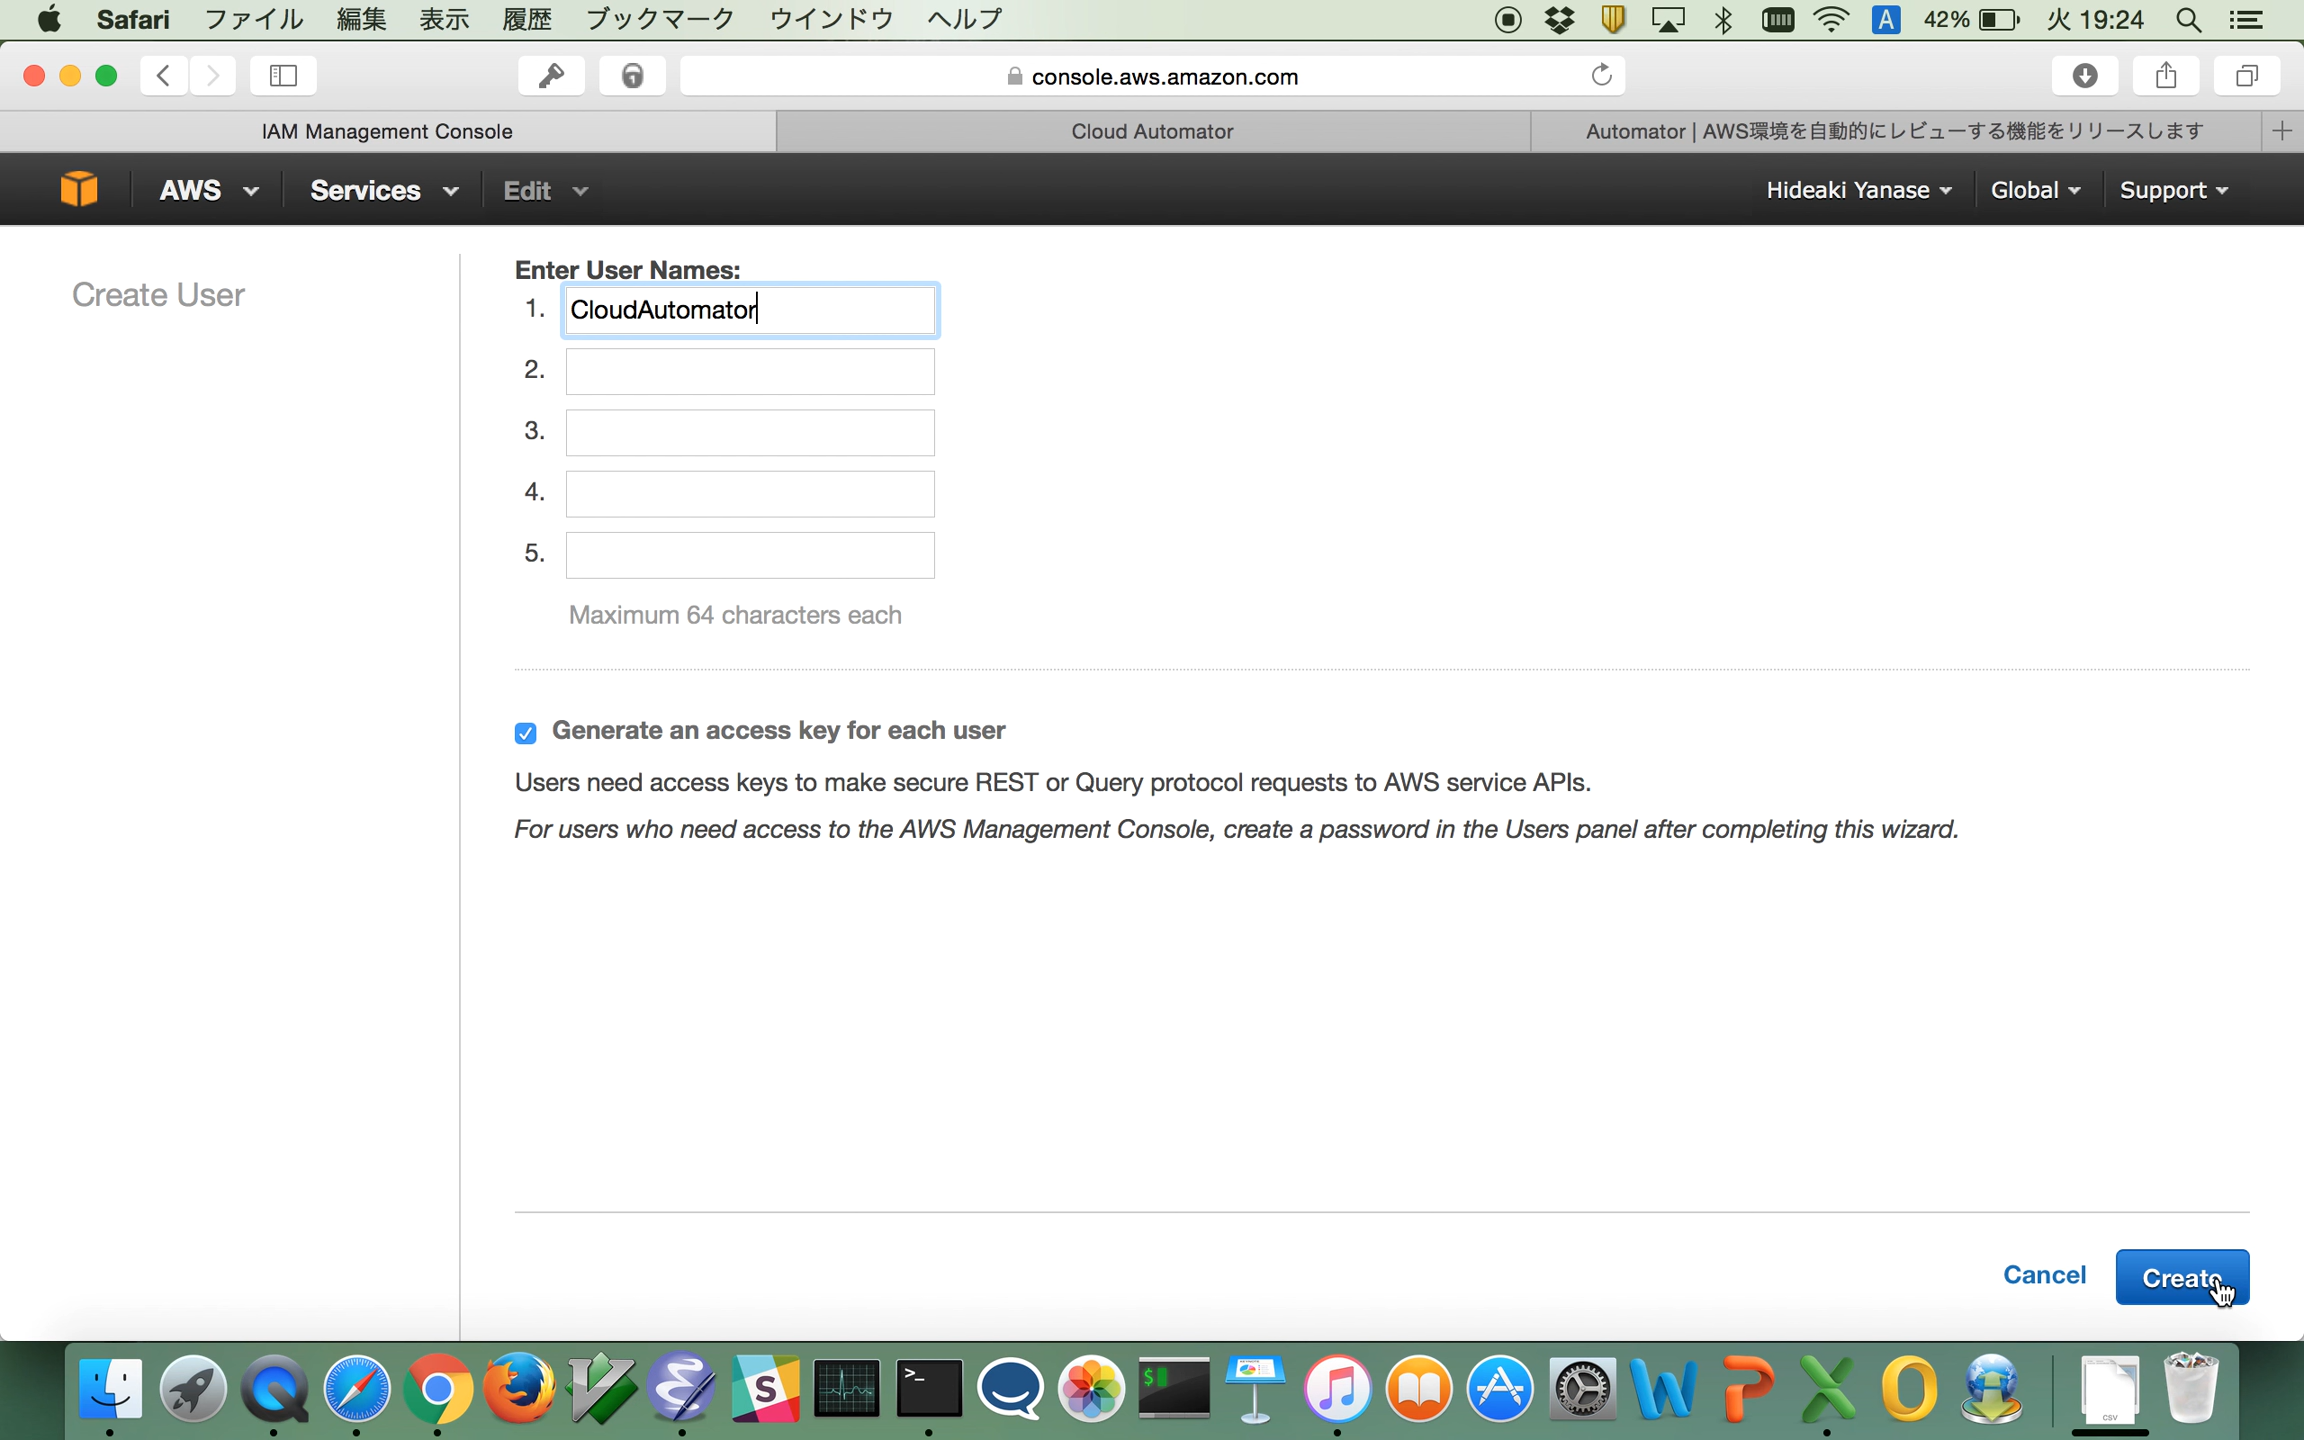 Safari ファイル 編集 表示 履歴 ブックマーク ウインドウ ヘルプ A 42% 火 19:24
console.aws.amazon.com
IAM Management Console Cloud Automator Automator | AWS環境を自動的にレビューする機能をリリースします
AWS Services Edit Hideaki Yanase Global Support
Create User
Enter User Names:
1. CloudAutomator
2.
3.
4.
5.
Maximum 64 characters each
Generate an access key for each user
Users need access keys to make secure REST or Query protocol requests to AWS service APIs.
For users who need access to the AWS Management Console, create a password in the Users panel after completing this wizard.
Cancel Create
CSV